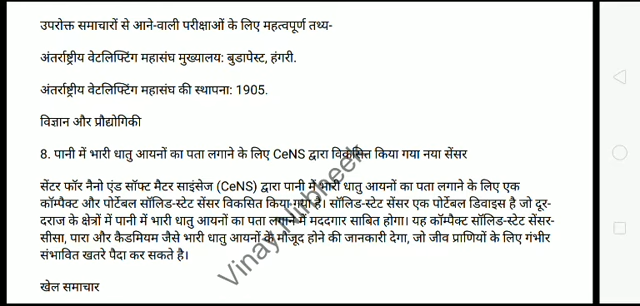 उपरोक्त समाचारों से आने-वाली परीक्षाओं के लिए महत्वपूर्ण तथ्य-
अंतर्राष्ट्रीय वेटलिफ्टिंग महासंघ मुख्यालय: बुडापेस्ट, हंगरी.
अंतर्राष्ट्रीय वेटलिफ्टिंग महासंघ की स्थापना: 1905.
विज्ञान और प्रौद्योगिकी
8. पानी में भारी धातु आयनों का पता लगाने के लिए CeNS द्वारा विकसित किया गया नया सेंसर
सेंटर फॉर नैनो एंड सॉफ्ट मैटर साइंसेज (CeNS) द्वारा पानी में भारी धातु आयनों का पता लगाने के लिए एक
कॉम्पैक्ट और पोर्टेबल सॉलिड-स्टेट सेंसर विकसित किया गया है। सॉलिड-स्टेट सेंसर एक पोर्टेबल डिवाइस है जो दूर-
दराज के क्षेत्रों में पानी में भारी धातु आयनों का पता लगाने में मददगार साबित होगा। यह कॉम्पैक्ट सॉलिड-स्टेट सेंसर-
सीसा, पारा और कैडमियम जैसे भारी धातु आयनों के मौजूद होने की जानकारी देगा, जो जीव प्राणियों के लिए गंभीर
संभावित खतरे पैदा कर सकते है।
खेल समाचार